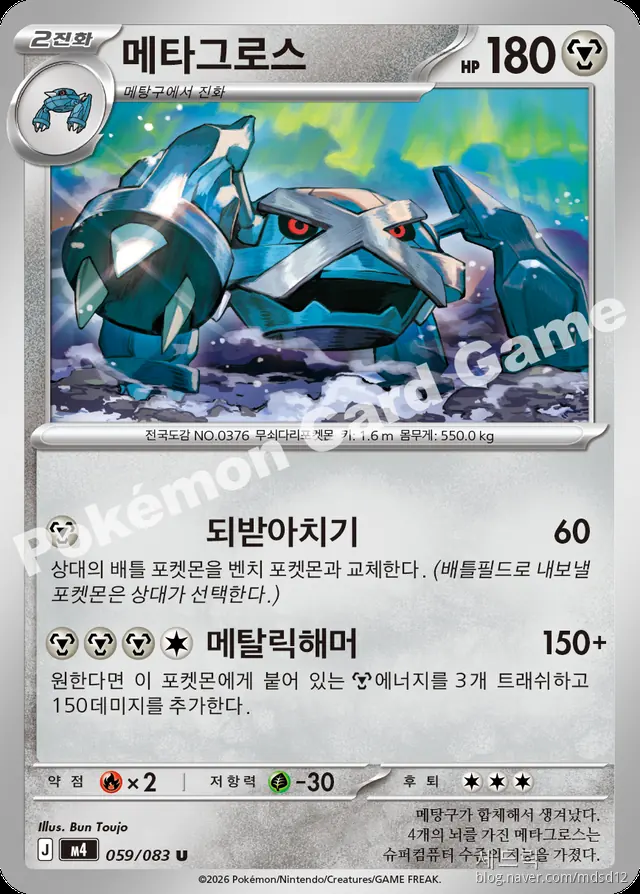 2진화
메타그로스
HP 180
메탕구에서 진화
전국도감 NO.0376 무쇠다리포켓몬 키: 1.6 m 몸무게: 550.0 kg
Pokémon Card Game
되받아치기 60
상대의 배틀 포켓몬을 벤치 포켓몬과 교체한다. (배틀필드로 내보낼
포켓몬은 상대가 선택한다.)
메탈릭해머 150+
원한다면 이 포켓몬에게 붙어 있는 에너지를 3개 트래쉬하고
150데미지를 추가한다.
약점 ×2 저항력 -30 후퇴
Illus. Bun Toujo
J m4 059/083 U
메탕구가 합체해서 생겨났다.
4개의 뇌를 가진 메타그로스는
슈퍼컴퓨터 수준의 지능을 가졌다.
blog.naver.com/mdsd12
©2026 Pokémon/Nintendo/Creatures/GAME FREAK.